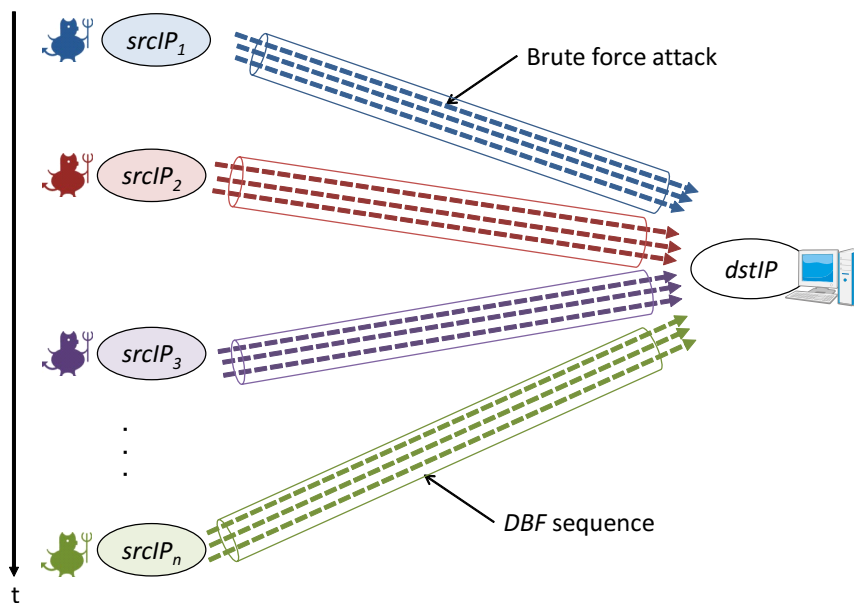 srcIP1
Brute force attack
srcIP2
dstIP
srcIP3
.
.
.
DBF sequence
srcIPn
t